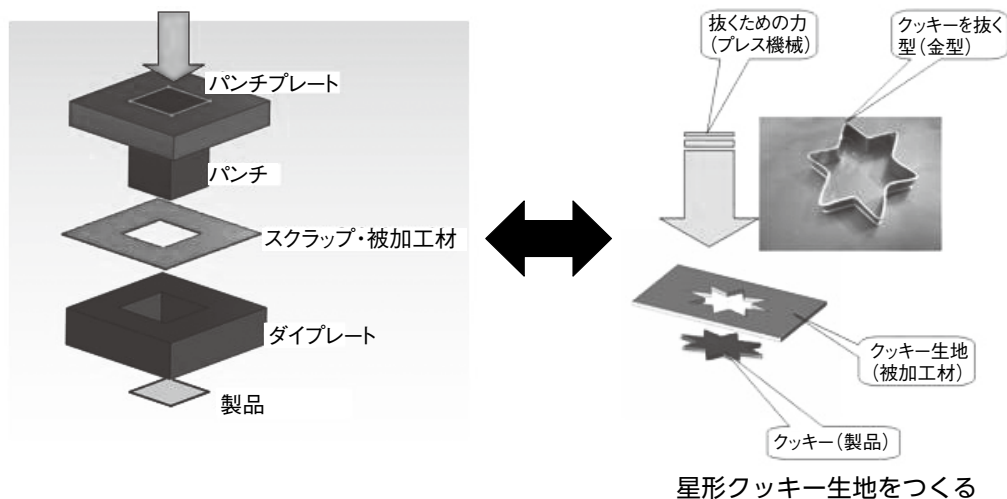 パンチプレート
パンチ
スクラップ・被加工材
ダイプレート
製品
抜くための力
(プレス機械)
クッキーを抜く
型(金型)
クッキー生地
(被加工材)
クッキー(製品)
星形クッキー生地をつくる